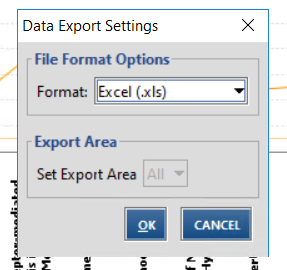 Data Export Settings
File Format Options
Format: Excel (.xls)
Export Area
Set Export Area All
OK CANCEL